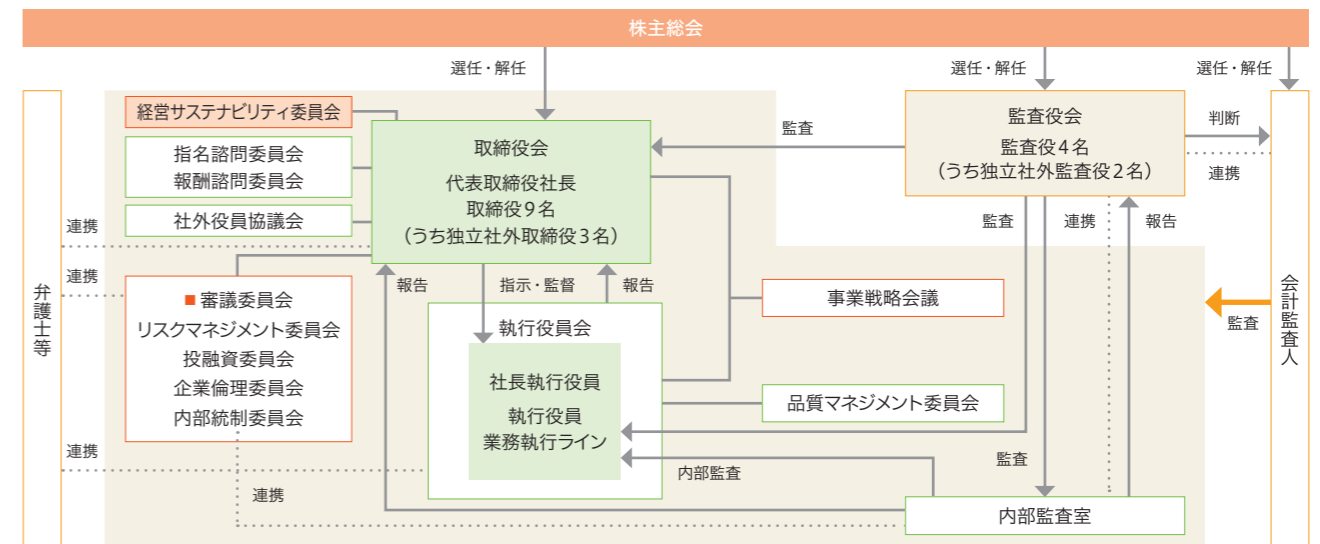 株主総会
選任・解任
選任・解任
選任・解任
経営サステナビリティ委員会
指名諮問委員会
報酬諮問委員会
社外役員協議会
取締役会
代表取締役社長
取締役9名
（うち独立社外取締役3名）
監査
監査役会
監査役4名
（うち独立社外監査役2名）
判断
連携
連携
連携
弁護士等
■審議委員会
リスクマネジメント委員会
投融資委員会
企業倫理委員会
内部統制委員会
報告
指示・監督
報告
執行役員会
社長執行役員
執行役員
業務執行ライン
事業戦略会議
品質マネジメント委員会
監査
連携
報告
監査
会計監査人
連携
連携
内部監査
監査
内部監査室